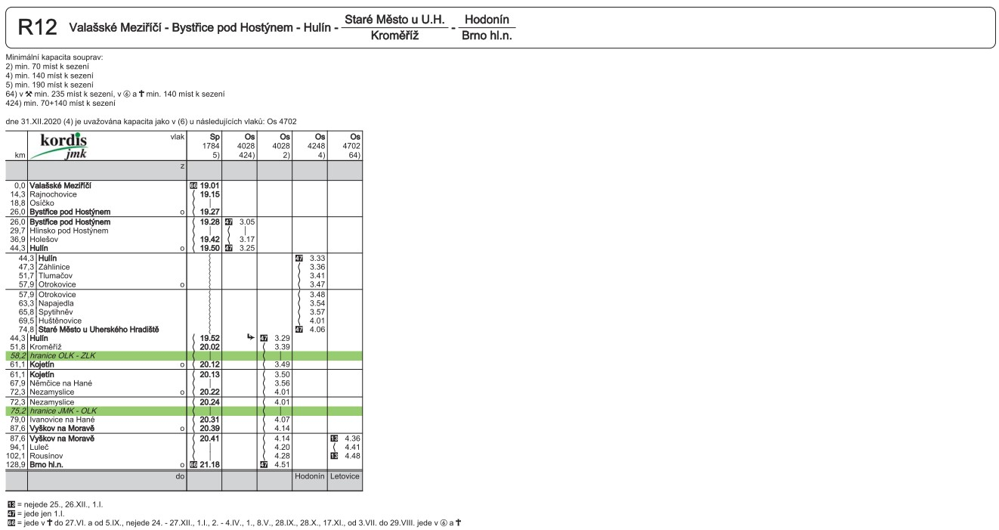 R12 Valašské Meziříčí - Bystřice pod Hostýnem - Hulín - Staré Město u U.H. / Kroměříž - Hodonín / Brno hl.n.
Minimální kapacita souprav:
2) min. 70 míst k sezení
4) min. 140 míst k sezení
5) min. 190 míst k sezení
64) v ⚒ min. 235 míst k sezení, v ⑥ a ✝ min. 140 míst k sezení
424) min. 70+140 míst k sezení
dne 31.XII.2020 (4) je uvažována kapacita jako v (6) u následujících vlaků: Os 4702
kordis vlak Sp Os Os Os Os
jmk 1784 4028 4028 4248 4702
km 5) 424) 2) 4) 64)
z
0,0 Valašské Meziříčí 66 19.01
14,3 Rajnochovice 19.15
18,8 Osíčko |
26,0 Bystřice pod Hostýnem o 19.27
26,0 Bystřice pod Hostýnem 19.28 47 3.05
29,7 Hlinsko pod Hostýnem | |
36,9 Holešov 19.42 3.17
44,3 Hulín o 19.50 47 3.25
44,3 Hulín 47 3.33
47,3 Záhlinice 3.36
51,7 Tlumačov 3.41
57,9 Otrokovice o 3.47
57,9 Otrokovice 3.48
63,3 Napajedla 3.54
65,8 Spytihněv 3.57
69,5 Huštěnovice 4.01
74,8 Staré Město u Uherského Hradiště 47 4.06
44,3 Hulín 19.52 47 3.29
51,8 Kroměříž 20.02 3.39
58,2 hranice OLK - ZLK | |
61,1 Kojetín o 20.12 3.49
61,1 Kojetín 20.13 3.50
67,9 Němčice na Hané | 3.56
72,3 Nezamyslice o 20.22 4.01
72,3 Nezamyslice 20.24 4.01
75,2 hranice JMK - OLK | |
79,0 Ivanovice na Hané 20.31 4.07
87,6 Vyškov na Moravě o 20.39 4.14
87,6 Vyškov na Moravě 20.41 4.14 13 4.36
94,1 Luleč | 4.20 4.41
102,1 Rousínov | 4.28 13 4.48
128,9 Brno hl.n. o 66 21.18 47 4.51
do Hodonín Letovice
13 = nejede 25., 26.XII., 1.I.
47 = jede jen 1.I.
66 = jede v ✝ do 27.VI. a od 5.IX., nejede 24. - 27.XII., 1.I., 2. - 4.IV., 1., 8.V., 28.IX., 28.X., 17.XI., od 3.VII. do 29.VIII. jede v ⑥ a ✝